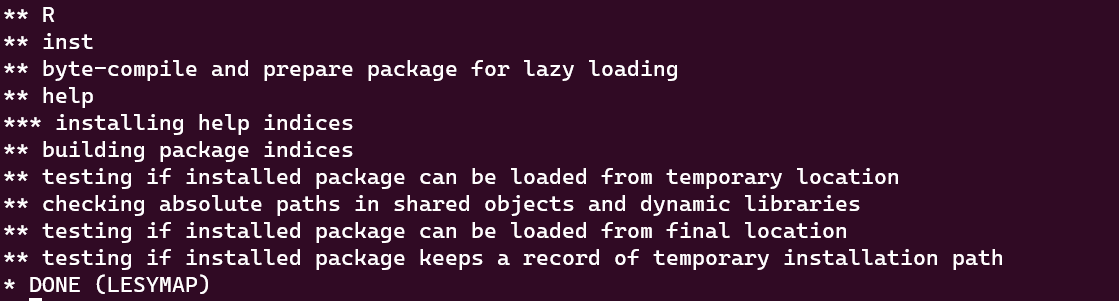 ** R
** inst
** byte-compile and prepare package for lazy loading
** help
*** installing help indices
** building package indices
** testing if installed package can be loaded from temporary location
** checking absolute paths in shared objects and dynamic libraries
** testing if installed package can be loaded from final location
** testing if installed package keeps a record of temporary installation path
* DONE (LESYMAP)